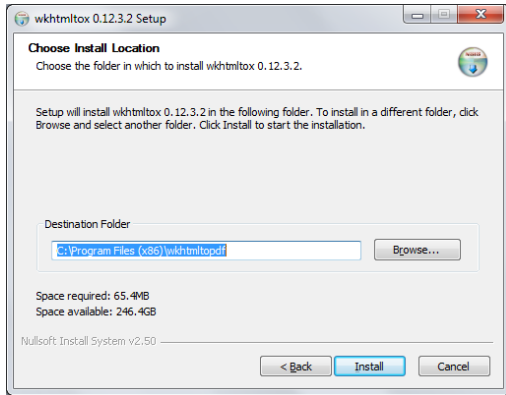 wkhtmltox 0.12.3.2 Setup
Choose Install Location
Choose the folder in which to install wkhtmltox 0.12.3.2.
Setup will install wkhtmltox 0.12.3.2 in the following folder. To install in a different folder, click
Browse and select another folder. Click Install to start the installation.
Destination Folder
C:\Program Files (x86)\wkhtmltopdf
Browse...
Space required: 65.4MB
Space available: 246.4GB
Nullsoft Install System v2.50
< Back
Install
Cancel